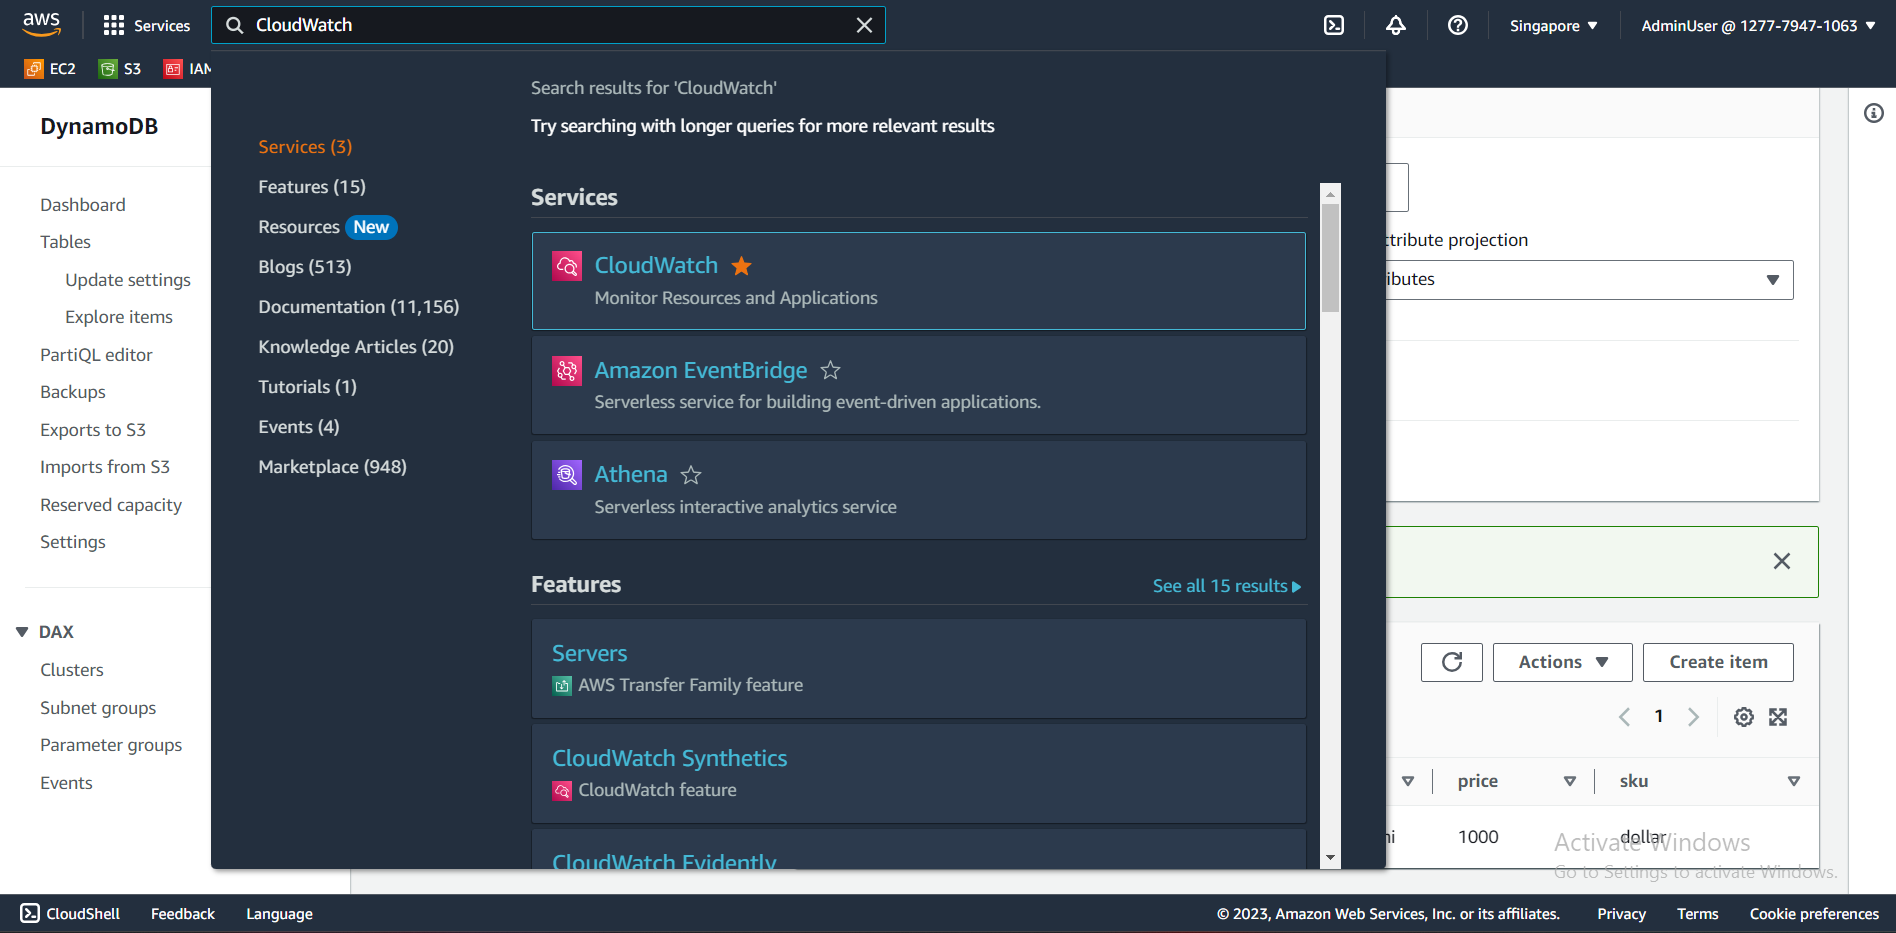 aws
Services
CloudWatch
Singapore ▼
AdminUser @ 1277-7947-1063 ▼
EC2
S3
IAM
DynamoDB
Dashboard
Tables
Update settings
Explore items
PartiQL editor
Backups
Exports to S3
Imports from S3
Reserved capacity
Settings
▼ DAX
Clusters
Subnet groups
Parameter groups
Events
Services (3)
Features (15)
Resources New
Blogs (513)
Documentation (11,156)
Knowledge Articles (20)
Tutorials (1)
Events (4)
Marketplace (948)
Search results for 'CloudWatch'
Try searching with longer queries for more relevant results
Services
CloudWatch
Monitor Resources and Applications
Amazon EventBridge
Serverless service for building event-driven applications.
Athena
Serverless interactive analytics service
Features
See all 15 results
Servers
AWS Transfer Family feature
CloudWatch Synthetics
CloudWatch feature
CloudWatch Evidently
ttribute projection
ibutes
Actions ▼
Create item
1
price
sku
ni
1000
dollar
Activate Windows
Go to Settings to activate Windows.
CloudShell
Feedback
Language
© 2023, Amazon Web Services, Inc. or its affiliates.
Privacy
Terms
Cookie preferences